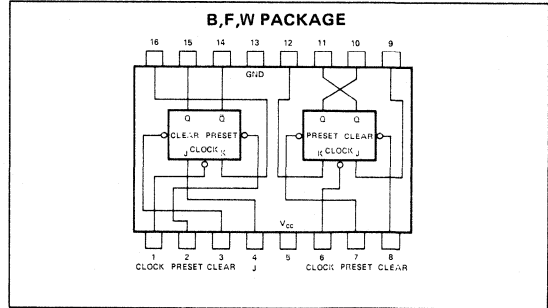 B,F,W PACKAGE
16 15 14 13 12 11 10 9
GND
Q Q Q Q
CLEAR PRESET PRESET CLEAR
J CLOCK K K CLOCK J
VCC
1 2 3 4 5 6 7 8
CLOCK PRESET CLEAR J CLOCK PRESET CLEAR